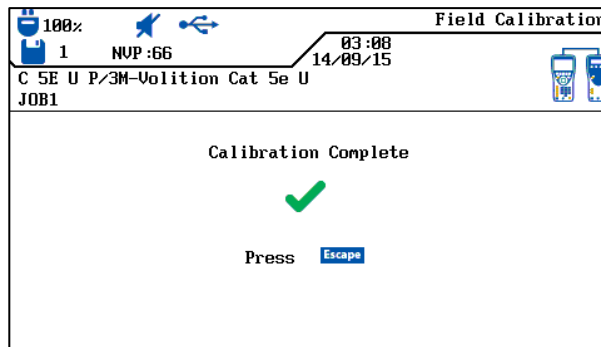 100% Field Calibration
1 NVP:66 03:08
14/09/15
C 5E U P/3M-Volition Cat 5e U
JOB1
Calibration Complete
Press Escape